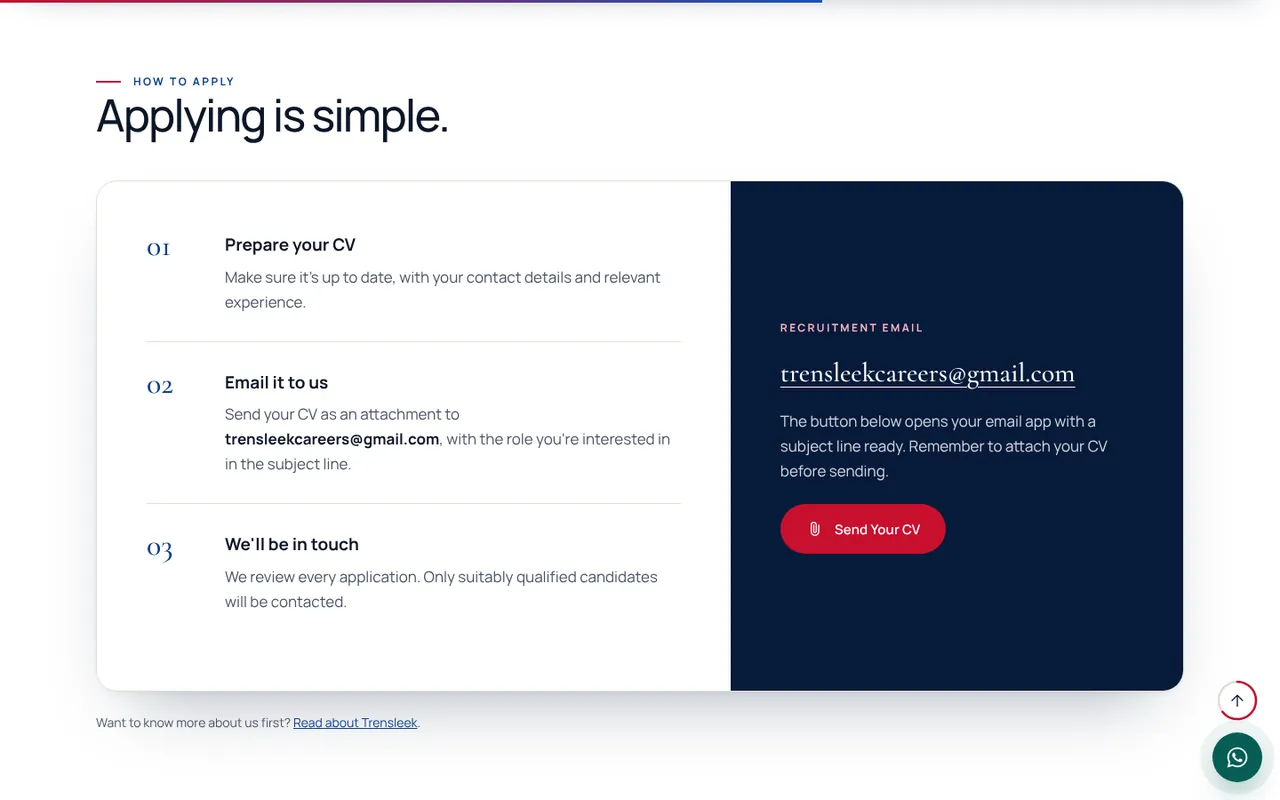 HOW TO APPLY
Applying is simple.
01
Prepare your CV
Make sure it's up to date, with your contact details and relevant
experience.
02
Email it to us
Send your CV as an attachment to
trensleekcareers@gmail.com, with the role you're interested in
in the subject line.
03
We'll be in touch
We review every application. Only suitably qualified candidates
will be contacted.
RECRUITMENT EMAIL
trensleekcareers@gmail.com
The button below opens your email app with a
subject line ready. Remember to attach your CV
before sending.
Send Your CV
Want to know more about us first? Read about Trensleek.